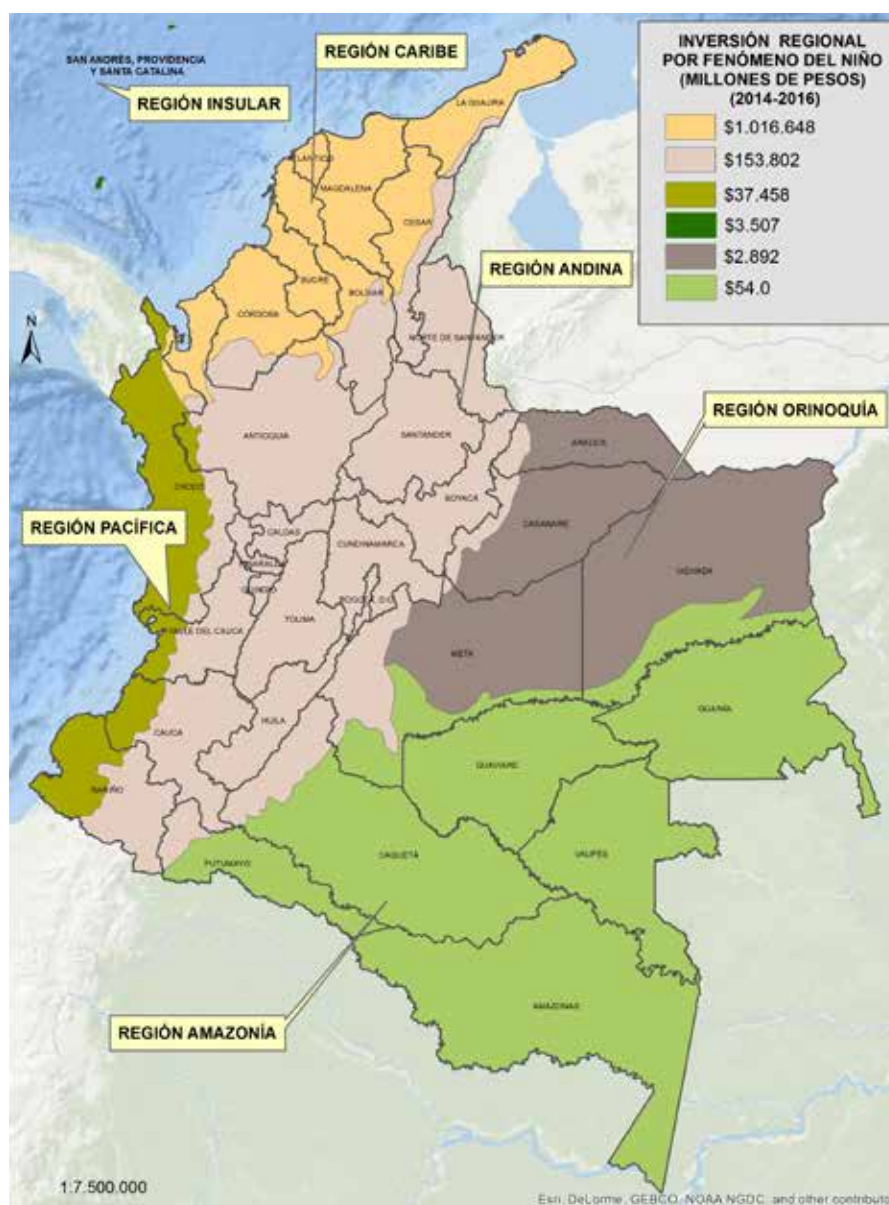 SAN ANDRÉS, PROVIDENCIA
Y SANTA CATALINA
REGIÓN CARIBE
REGIÓN INSULAR
INVERSIÓN REGIONAL
POR FENÓMENO DEL NIÑO
(MILLONES DE PESOS)
(2014-2016)
$1.016.648
$153.802
$37.458
$3.507
$2.892
$54.0
LA GUAJIRA
ATLÁNTICO
MAGDALENA
CESAR
REGIÓN ANDINA
SUCRE
BOLÍVAR
CÓRDOBA
N
NORTE DE SANTANDER
REGIÓN ORINOQUÍA
ANTIOQUIA
SANTANDER
ARAUCA
CHOCÓ
BOYACÁ
REGIÓN PACÍFICA
CALDAS
CUNDINAMARCA
CASANARE
VICHADA
BOGOTÁ D.C.
TOLIMA
VALLE DEL CAUCA
META
HUILA
CAUCA
GUAINÍA
GUAVIARE
NARIÑO
CAQUETÁ
VAUPÉS
PUTUMAYO
AMAZONAS
REGIÓN AMAZONÍA
1:7.500.000
Esri, DeLorme, GEBCO, NOAA NGDC, and other contributo